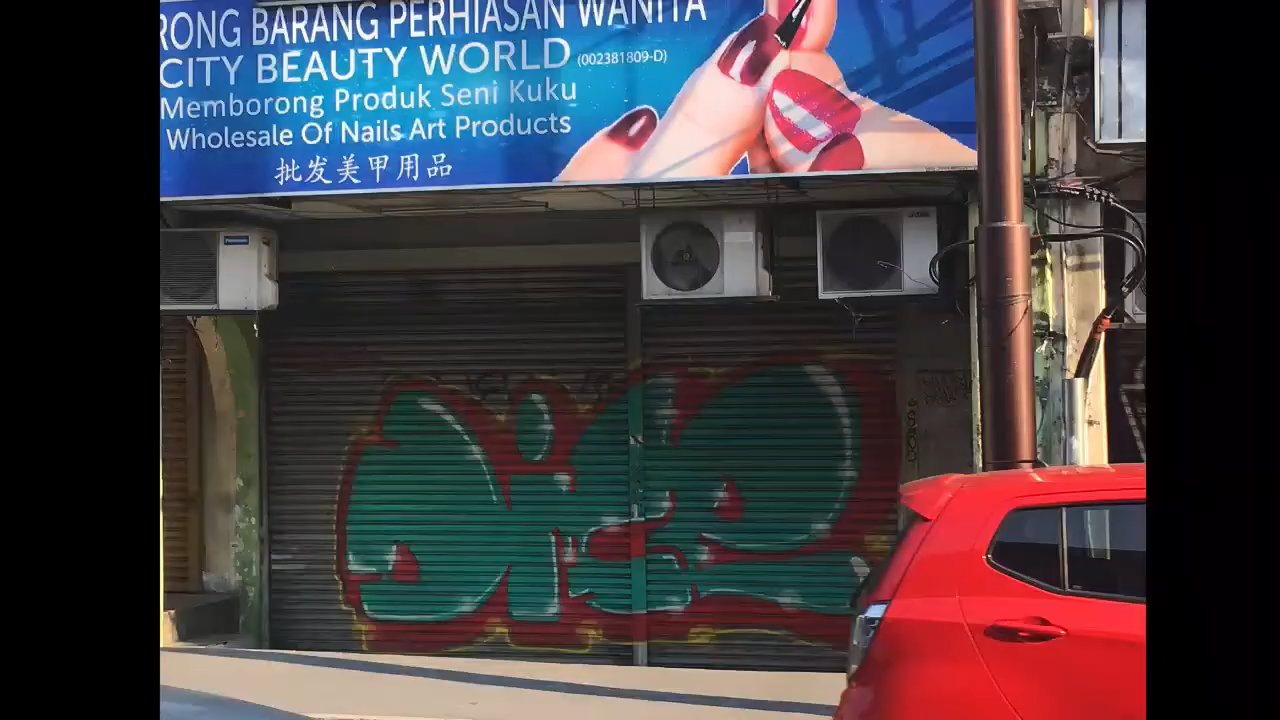 RONG BARANG PERHIASAN WANITA
CITY BEAUTY WORLD (002381809-D)
Memborong Produk Seni Kuku
Wholesale Of Nails Art Products
批发美甲用品
Panasonic